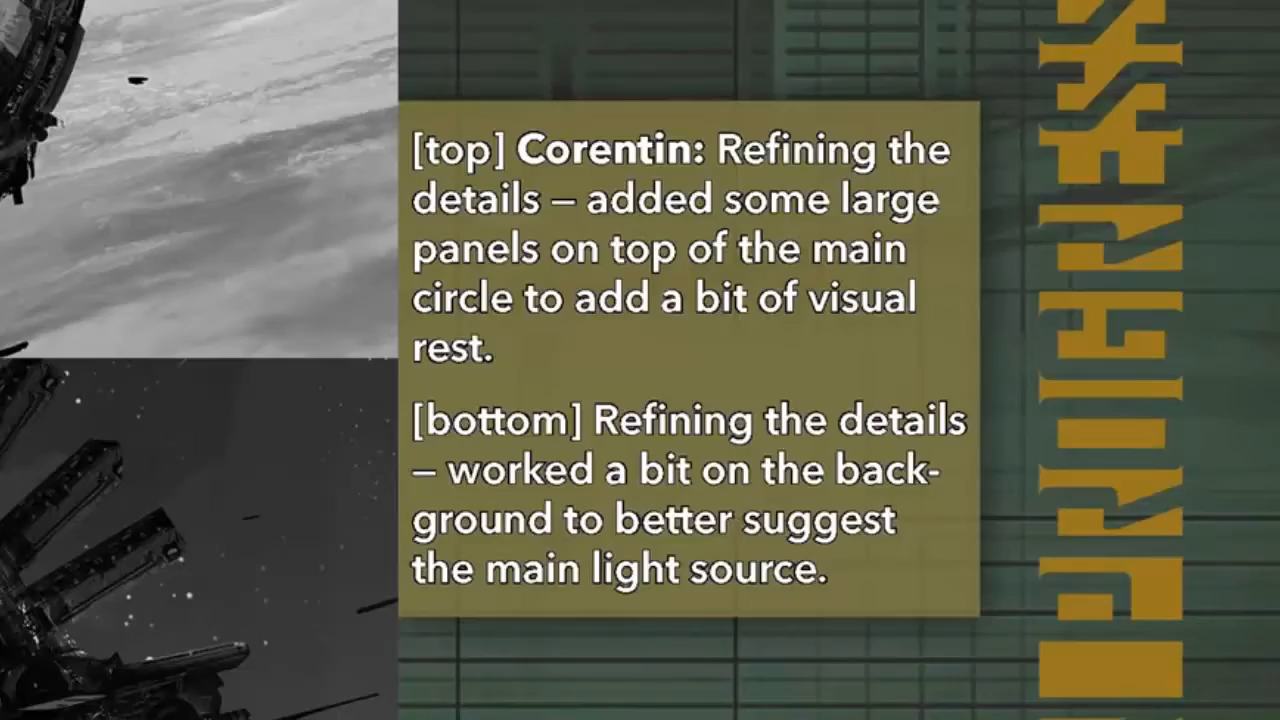 [top] Corentin: Refining the
details – added some large
panels on top of the main
circle to add a bit of visual
rest.
[bottom] Refining the details
– worked a bit on the back-
ground to better suggest
the main light source.